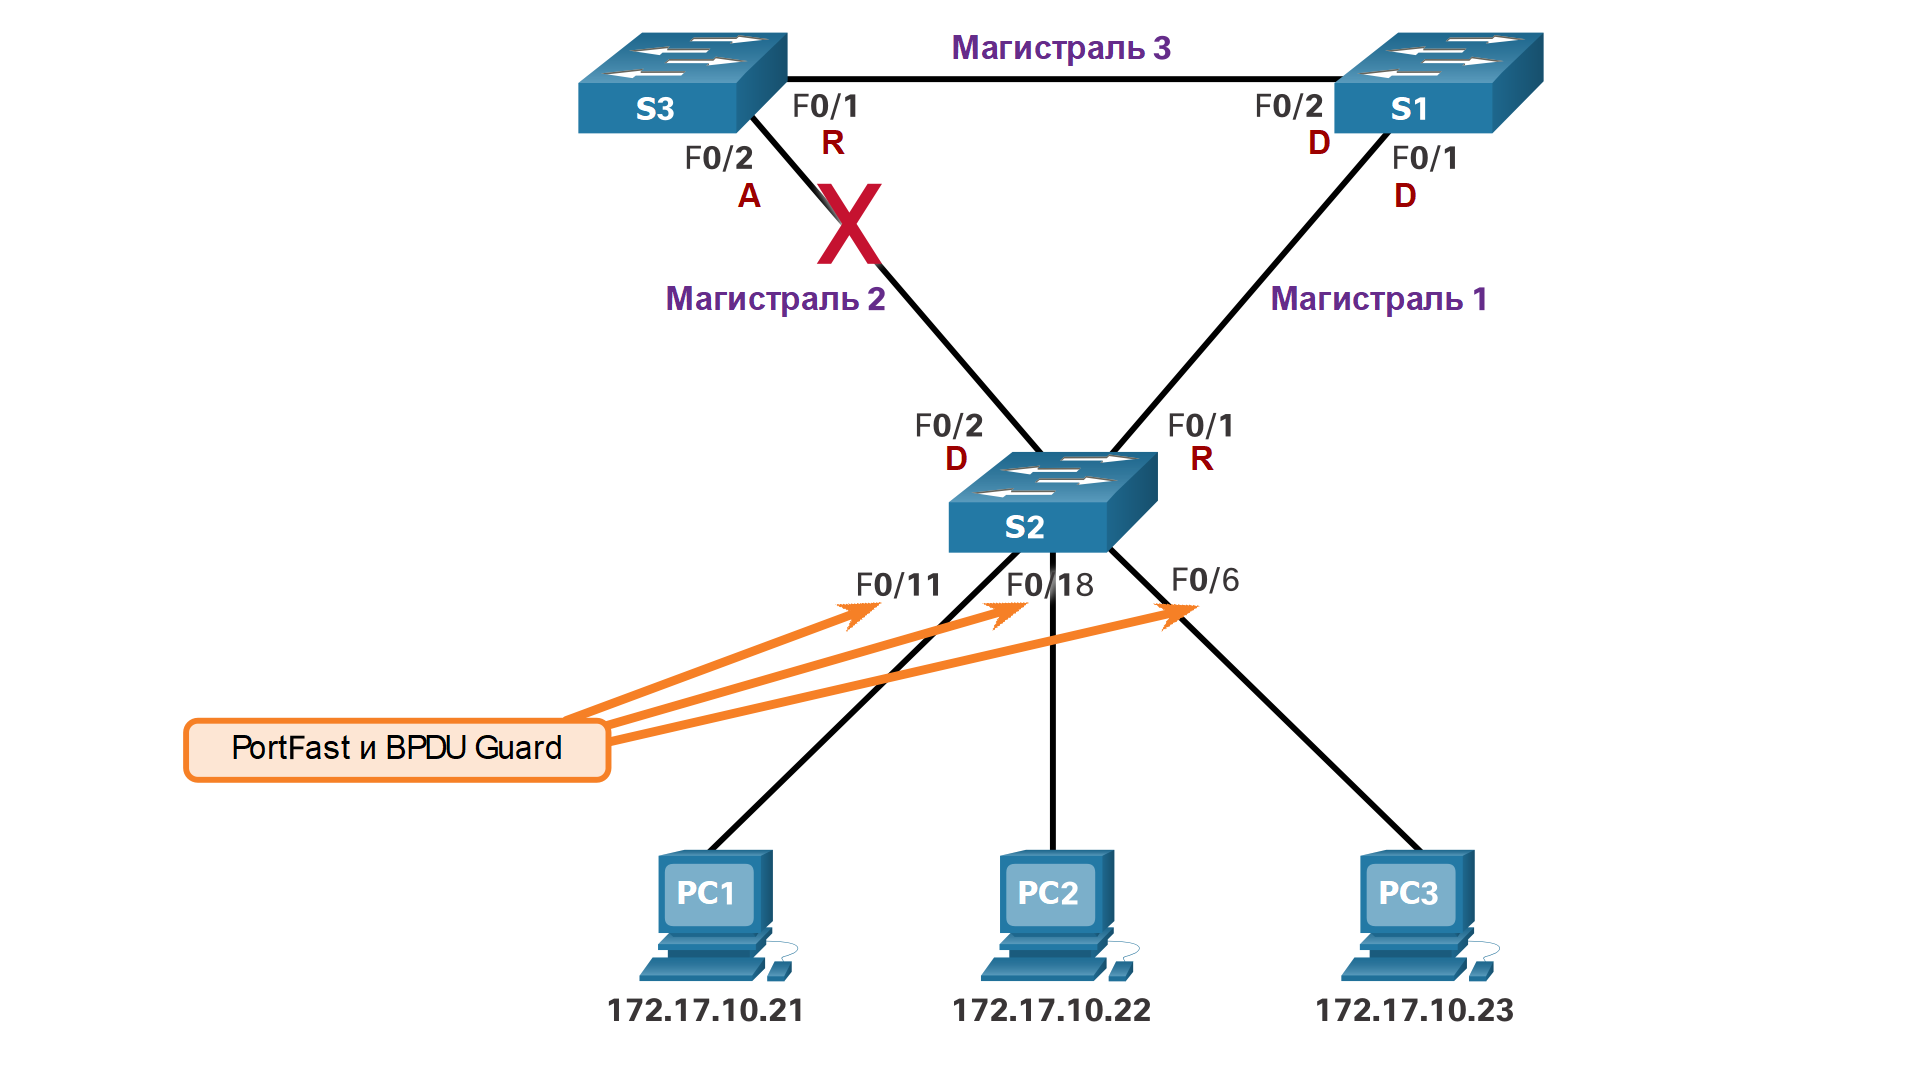 Магистраль 3
S3
S1
F0/1
R
F0/2
D
F0/2
A
F0/1
D
X
Магистраль 2
Магистраль 1
F0/2
D
F0/1
R
S2
F0/11
F0/18
F0/6
PortFast и BPDU Guard
PC1
PC2
PC3
172.17.10.21
172.17.10.22
172.17.10.23